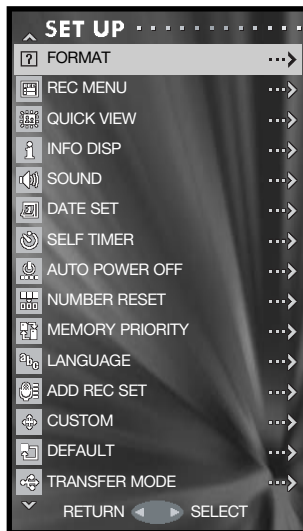 SET UP
FORMAT
REC MENU
QUICK VIEW
INFO DISP
SOUND
DATE SET
SELF TIMER
AUTO POWER OFF
NUMBER RESET
MEMORY PRIORITY
LANGUAGE
ADD REC SET
CUSTOM
DEFAULT
TRANSFER MODE
RETURN SELECT